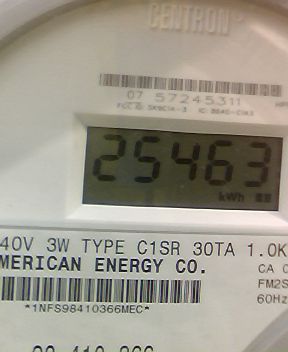 CENTRON
07 57245311
25463
kWh
40V 3W TYPE C1SR 30TA 1.0K
MERICAN ENERGY CO.
CA 0
FM2S
60Hz
*1NFS98410366MEC*